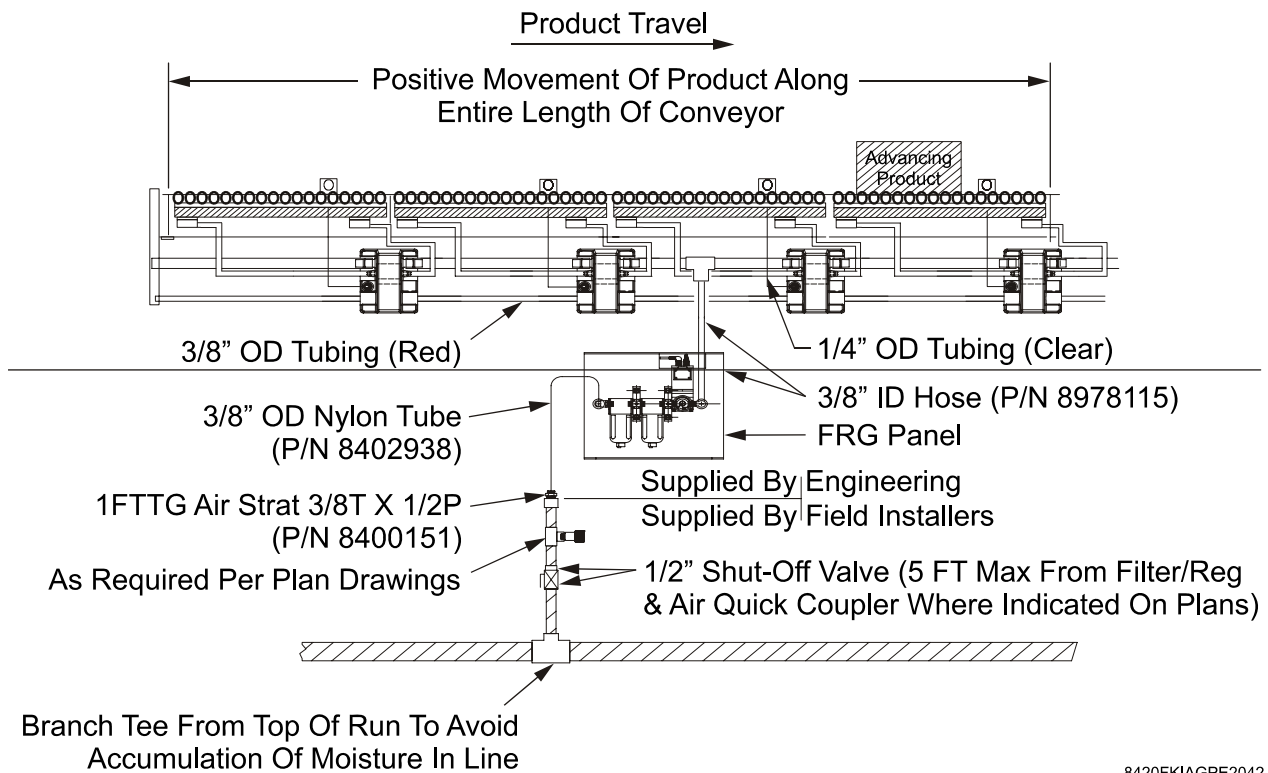 Product Travel
Positive Movement Of Product Along
Entire Length Of Conveyor
Advancing
Product
3/8” OD Tubing (Red)
1/4” OD Tubing (Clear)
3/8” OD Nylon Tube
(P/N 8402938)
3/8” ID Hose (P/N 8978115)
FRG Panel
1FTTG Air Strat 3/8T X 1/2P
(P/N 8400151)
Supplied By Engineering
Supplied By Field Installers
As Required Per Plan Drawings
1/2” Shut-Off Valve (5 FT Max From Filter/Reg
& Air Quick Coupler Where Indicated On Plans)
Branch Tee From Top Of Run To Avoid
Accumulation Of Moisture In Line
8420EKIAGPE2042